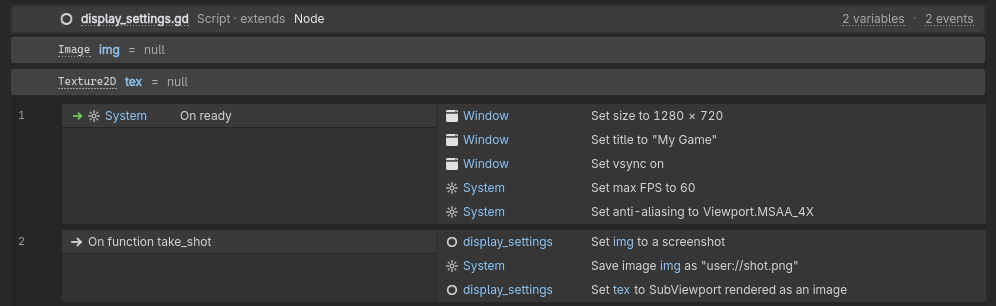 display_settings.gd Script · extends Node 2 variables · 2 events
Image img = null
Texture2D tex = null
1 System On ready Window Set size to 1280 × 720
Window Set title to "My Game"
Window Set vsync on
System Set max FPS to 60
System Set anti-aliasing to Viewport.MSAA_4X
2 On function take_shot display_settings Set img to a screenshot
System Save image img as "user://shot.png"
display_settings Set tex to SubViewport rendered as an image